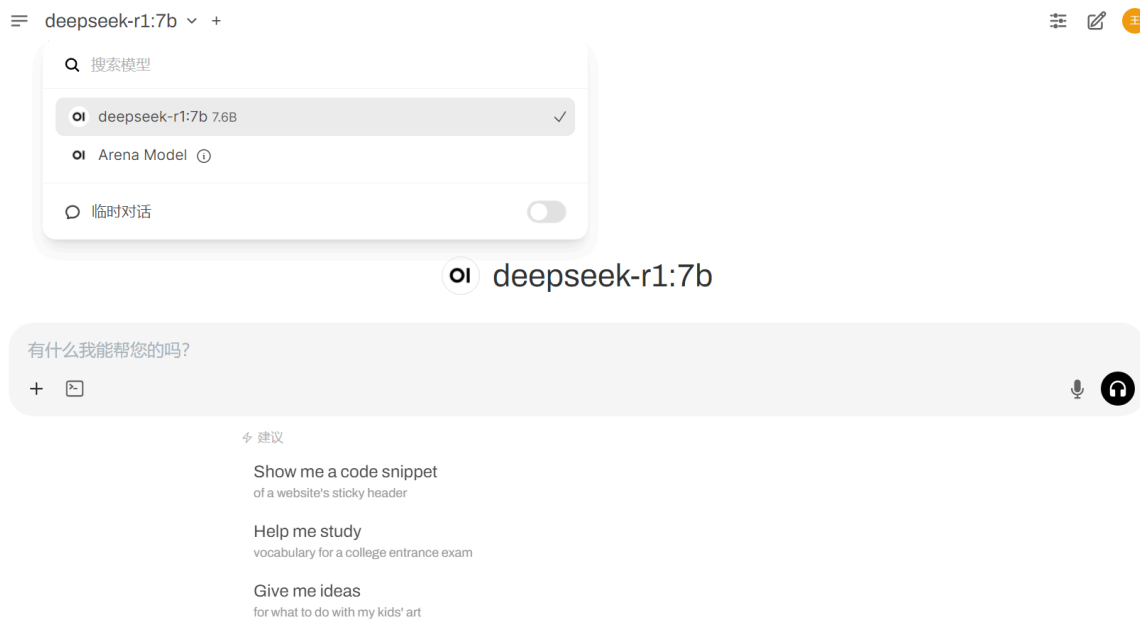 deepseek-r1:7b
王
搜索模型
OI deepseek-r1:7b 7.6B
OI Arena Model
临时对话
OI deepseek-r1:7b
有什么我能帮您的吗?
建议
Show me a code snippet
of a website's sticky header
Help me study
vocabulary for a college entrance exam
Give me ideas
for what to do with my kids' art